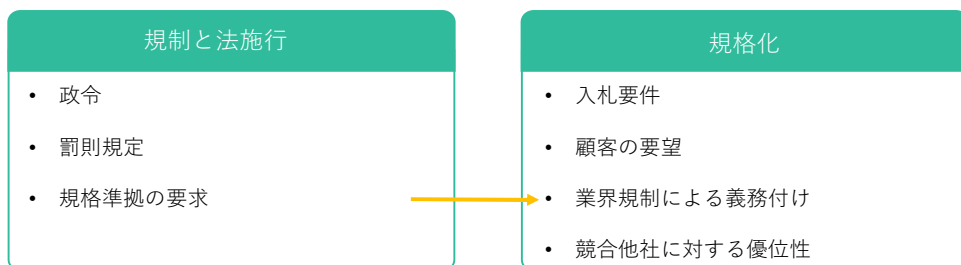 規制と法施行
• 政令
• 罰則規定
• 規格準拠の要求
規格化
• 入札要件
• 顧客の要望
• 業界規制による義務付け
• 競合他社に対する優位性